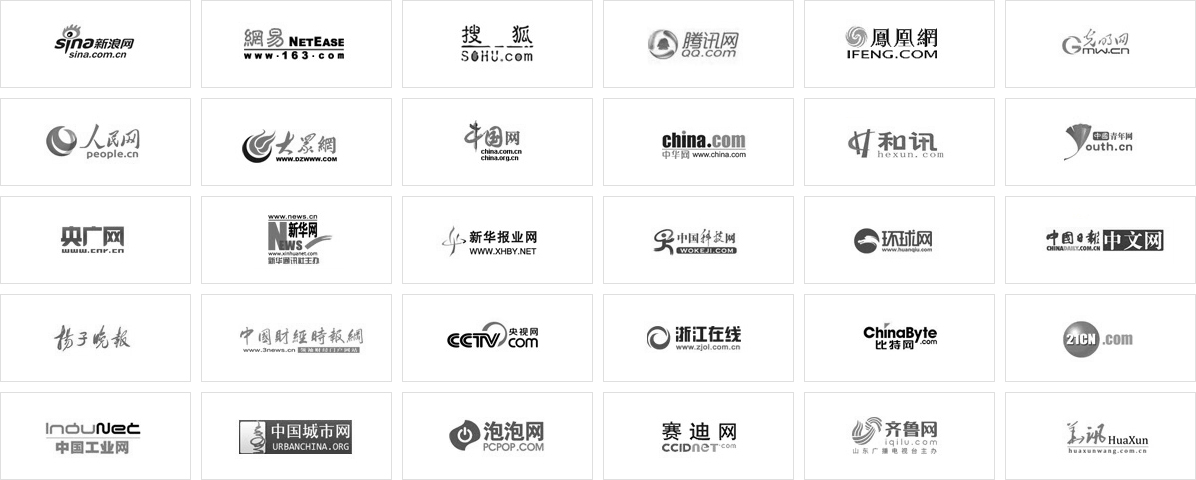 sina新浪网
sina.com.cn
網易 NETEASE
www.163.com
搜狐
SOHU.com
腾讯网
QQ.com
鳳凰網
IFENG.COM
光明网
GMW.CN
人民网
people.cn
大眾網
WWW.DZWWW.COM
中国网
china.com.cn
china.org.cn
china.com
中华网 www.china.com
和讯
hexun.com
中国青年网
Youth.cn
央广网
www.cnr.cn
www.news.cn
NEWS 新华网
www.xinhuanet.com
新华通讯社主办
新华报业网
WWW.XHBY.NET
中国科技网
WOKEJI.COM
环球网
www.huanqiu.com
中国日报 中文网
CHINADAILY.COM.CN
扬子晚报
中国财經時報網
www.3news.cn 领袖财经门户网站
CCTV.com 央视网
浙江在线
www.zjol.com.cn
ChinaByte
比特网.com
21CN.com
InduNet
中国工业网
中国城市网
URBANCHINA.ORG
泡泡网
PCPOP.COM
赛迪网
CCIDNET.com
齐鲁网
iqilu.com
山东广播电视台主办
华讯 HuaXun
huaxunwang.com.cn